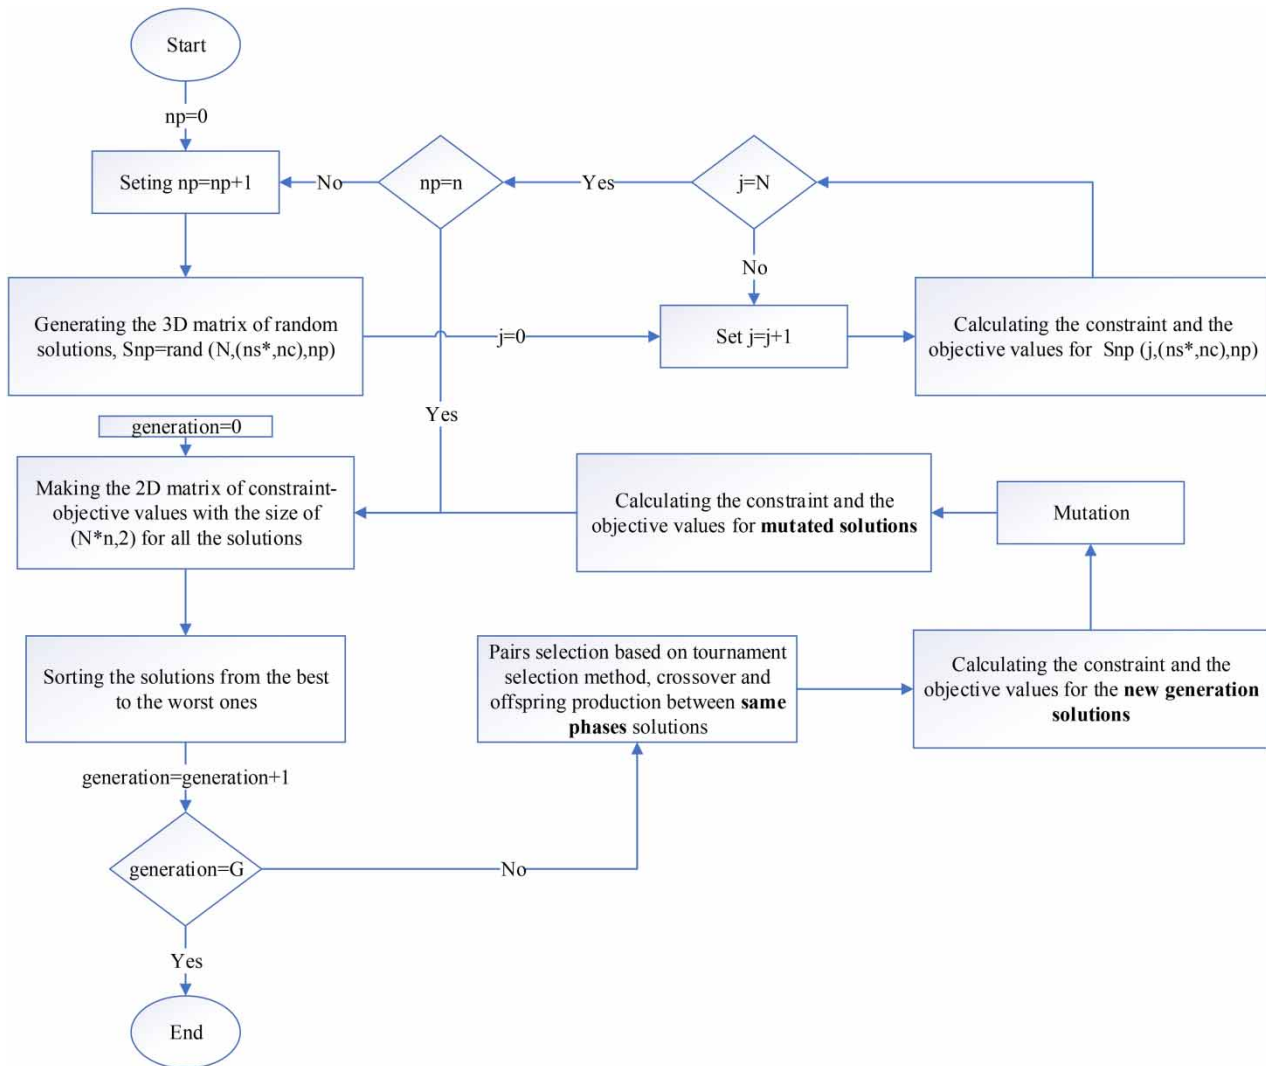 Start
np=0
Seting np=np+1
No
np=n
Yes
j=N
No
Generating the 3D matrix of random
solutions, Snp=rand (N,(ns*,nc),np)
j=0
Set j=j+1
Calculating the constraint and the
objective values for Snp (j,(ns*,nc),np)
Yes
generation=0
Making the 2D matrix of constraint-
objective values with the size of
(N*n,2) for all the solutions
Calculating the constraint and the
objective values for mutated solutions
Mutation
Sorting the solutions from the best
to the worst ones
Pairs selection based on tournament
selection method, crossover and
offspring production between same
phases solutions
Calculating the constraint and the
objective values for the new generation
solutions
generation=generation+1
generation=G
No
Yes
End